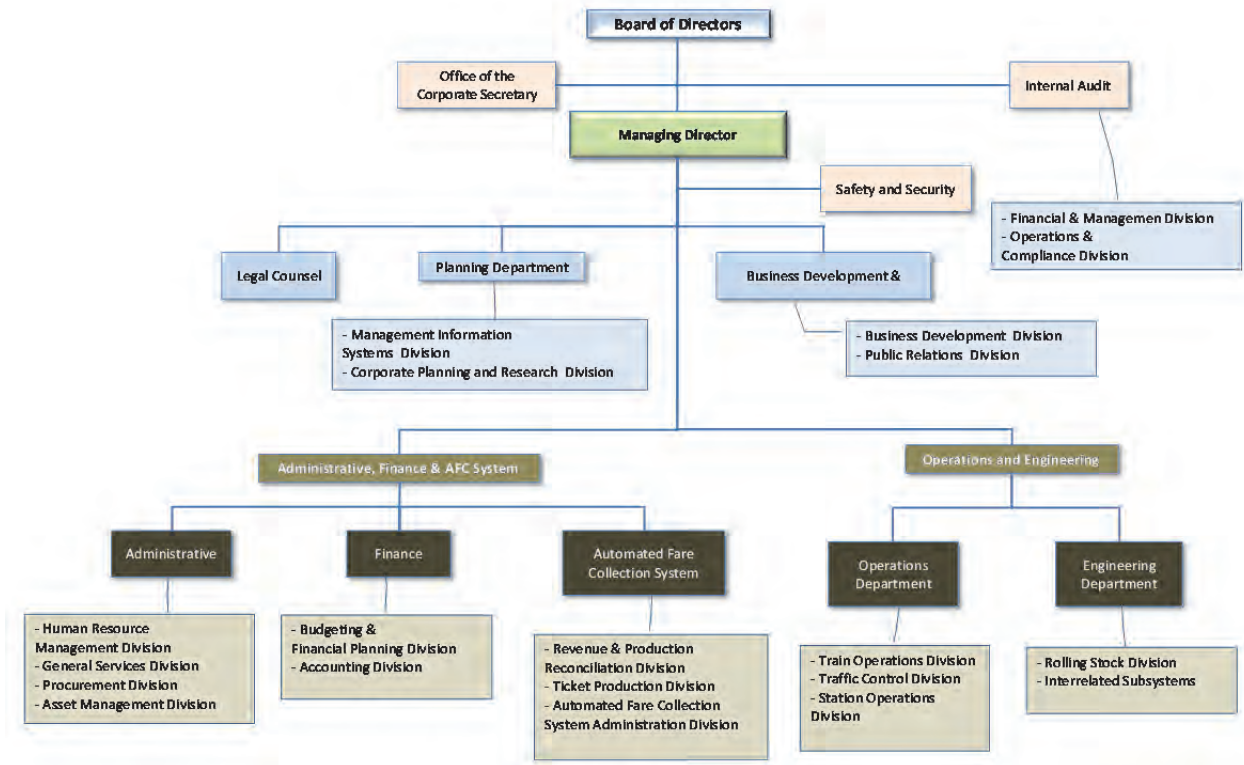 Board of Directors
Office of the
Corporate Secretary
Internal Audit
Managing Director
Safety and Security
- Financial & Managemen Division
- Operations &
Compliance Division
Legal Counsel
Planning Department
Business Development &
- Management Information
Systems Division
- Corporate Planning and Research Division
- Business Development Division
- Public Relations Division
Administrative, Finance & AFC System
Operations and Engineering
Administrative
Finance
Automated Fare
Collection System
Operations
Department
Engineering
Department
- Human Resource
Management Division
- General Services Division
- Procurement Division
- Asset Management Division
- Budgeting &
Financial Planning Division
- Accounting Division
- Revenue & Production
Reconciliation Division
- Ticket Production Division
- Automated Fare Collection
System Administration Division
- Train Operations Division
- Traffic Control Division
- Station Operations
Division
- Rolling Stock Division
- Interrelated Subsystems